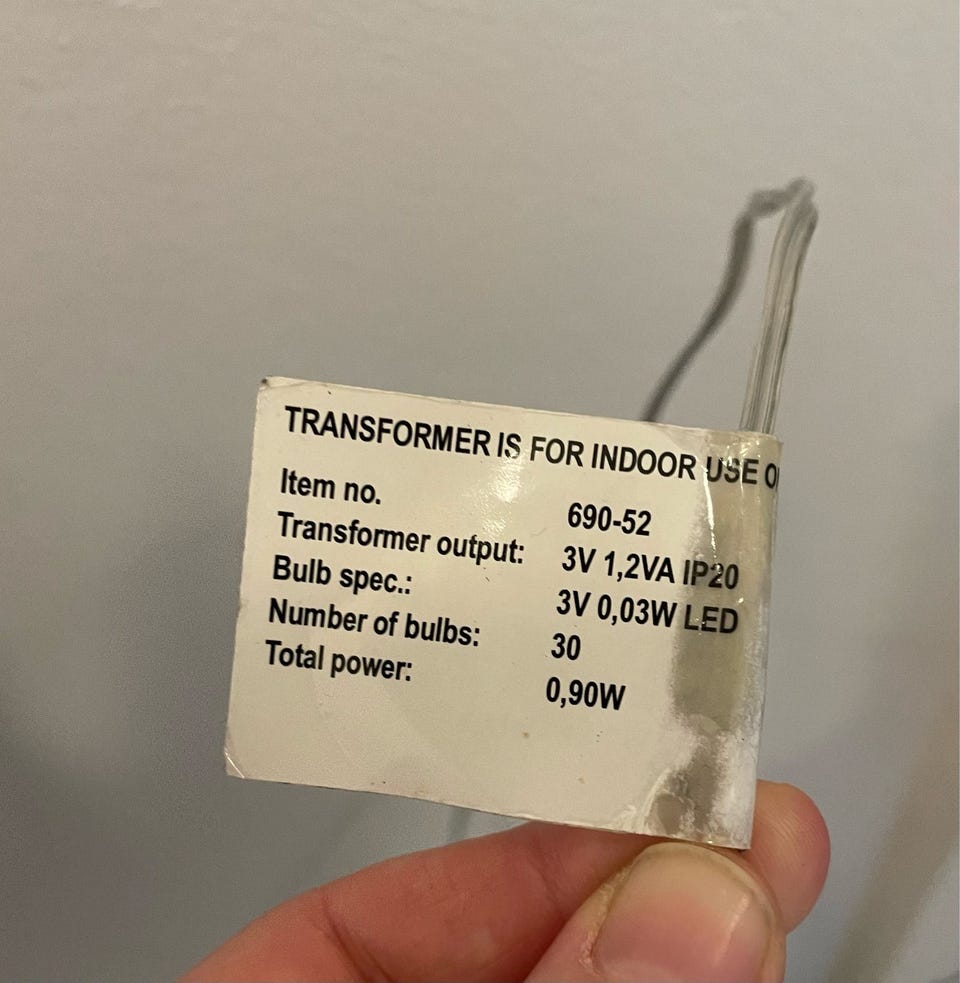 TRANSFORMER IS FOR INDOOR USE
Item no. 690-52
Transformer output: 3V 1,2VA IP20
Bulb spec.: 3V 0,03W LED
Number of bulbs: 30
Total power: 0,90W